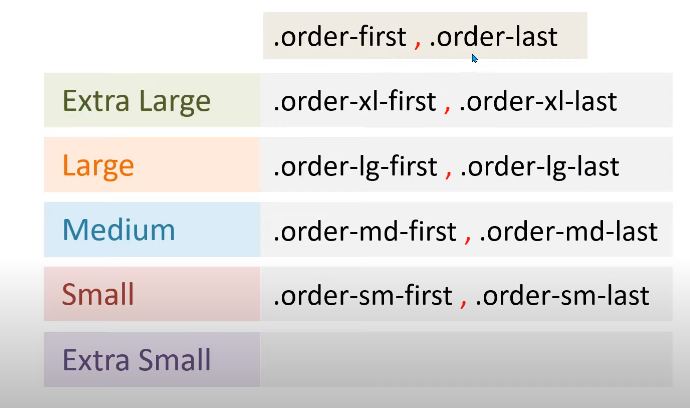 .order-first , .order-last
Extra Large .order-xl-first , .order-xl-last
Large .order-lg-first , .order-lg-last
Medium .order-md-first , .order-md-last
Small .order-sm-first , .order-sm-last
Extra Small